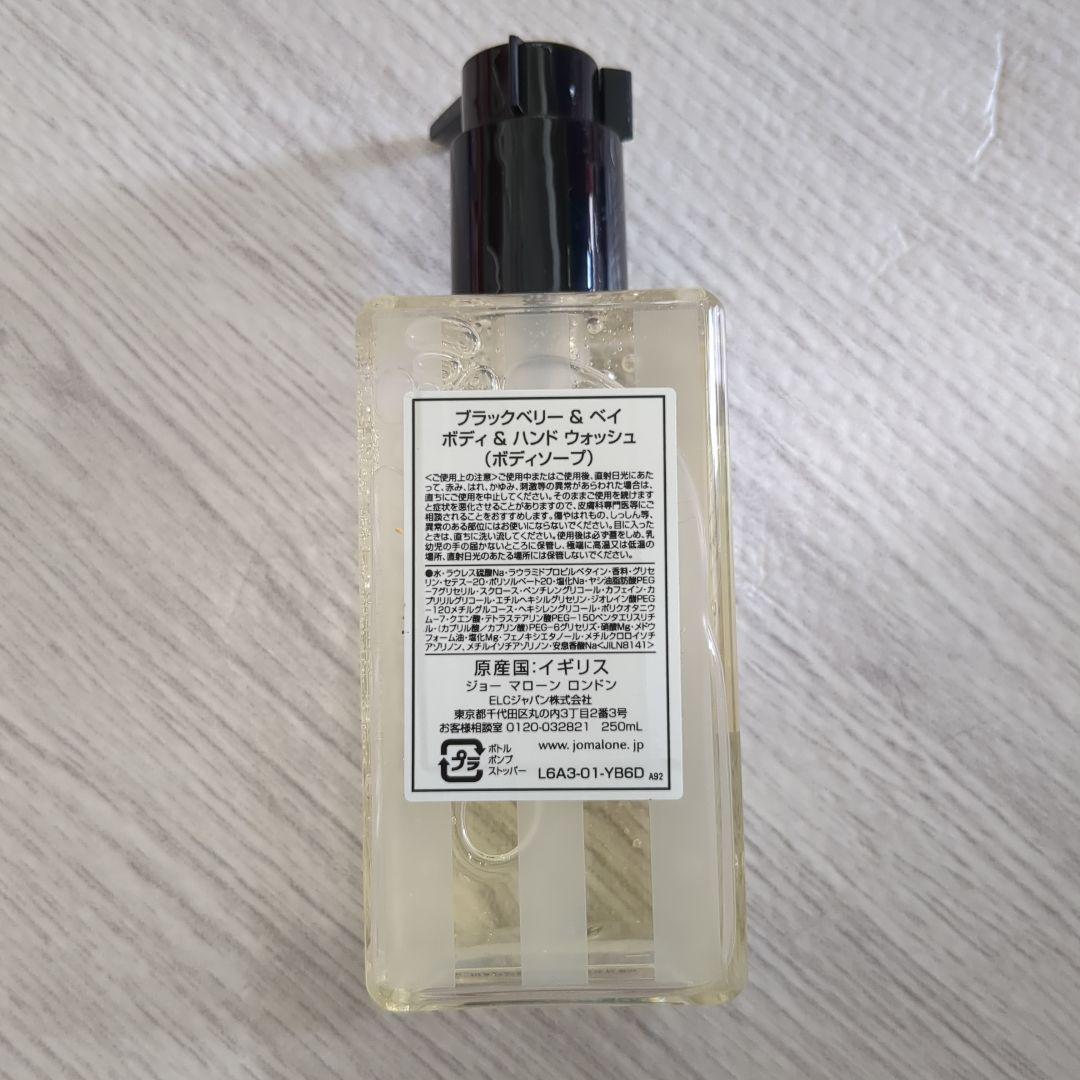 ブラックベリー & ベイ
ボディ & ハンド ウォッシュ
（ボディソープ）
<ご使用上の注意>ご使用中またはご使用後、直射日光にあた
って、赤み、はれ、かゆみ、刺激等の異常があらわれた場合は、
直ちにご使用を中止してください。そのままご使用を続けます
と症状を悪化させることがありますので、皮膚科専門医等にご
相談されることをおすすめします。傷やはれもの、しっしん等、
異常のある部位にはお使いにならないでください。目に入った
ときは、直ちに洗い流してください。使用後は必ず蓋をしめ、乳
幼児の手の届かないところに保管し、極端に高温又は低温の
場所、直射日光のあたる場所には保管しないでください。
●水・ラウレス硫酸Na・ラウラミドプロピルベタイン・香料・グリセ
リン・セテス-20・ポリソルベート20・塩化Na・ヤシ油脂肪酸PEG
-7グリセリル・スクロース・ペンチレングリコール・カフェイン・カ
プリリルグリコール・エチルヘキシルグリセリン・ジオレイン酸PEG
-120メチルグルコース・ヘキシレングリコール・ポリクオタニウ
ム-7・クエン酸・テトラステアリン酸PEG-150ペンタエリスリチ
ル・(カプリル酸／カプリン酸)PEG-6グリセリズ・硝酸Mg・メドウ
フォーム油・塩化Mg・フェノキシエタノール・メチルクロロイソチ
アゾリノン、メチルイソチアゾリノン・安息香酸Na<JILN8141>
原産国：イギリス
ジョー マローン ロンドン
ELCジャパン株式会社
東京都千代田区丸の内3丁目2番3号
お客様相談室 0120-032821 250mL
プラ
ボトル
ポンプ
ストッパー
www. jomalone. jp
L6A3-01-YB6D A92